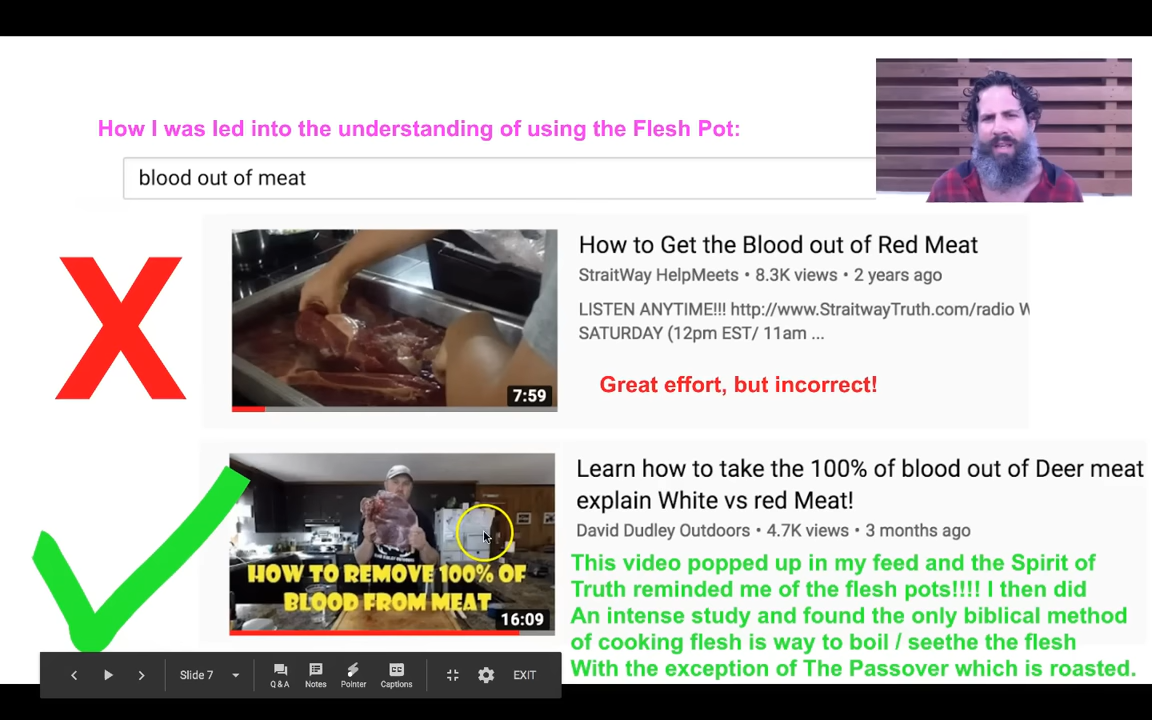 How I was led into the understanding of using the Flesh Pot:
blood out of meat
7:59
How to Get the Blood out of Red Meat
StraitWay HelpMeets • 8.3K views • 2 years ago
LISTEN ANYTIME!!! http://www.StraitwayTruth.com/radio W
SATURDAY (12pm EST/ 11am ...
Great effort, but incorrect!
HOW TO REMOVE 100% OF
BLOOD FROM MEAT
16:09
Learn how to take the 100% of blood out of Deer meat
explain White vs red Meat!
David Dudley Outdoors • 4.7K views • 3 months ago
This video popped up in my feed and the Spirit of
Truth reminded me of the flesh pots!!!! I then did
An intense study and found the only biblical method
of cooking flesh is way to boil / seethe the flesh
With the exception of The Passover which is roasted.
Slide 7
Q&A
Notes
Pointer
Captions
EXIT